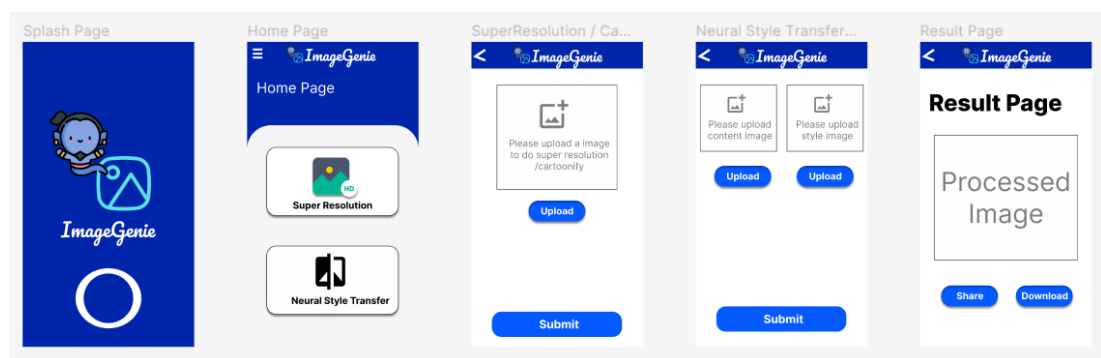 Splash Page
ImageGenie
Home Page
ImageGenie
Home Page
HD
Super Resolution
Neural Style Transfer
SuperResolution / Ca...
ImageGenie
Please upload a image
to do super resolution
/cartoonify
Upload
Submit
Neural Style Transfer...
ImageGenie
Please upload
content image
Please upload
style image
Upload
Upload
Submit
Result Page
ImageGenie
Result Page
Processed
Image
Share
Download